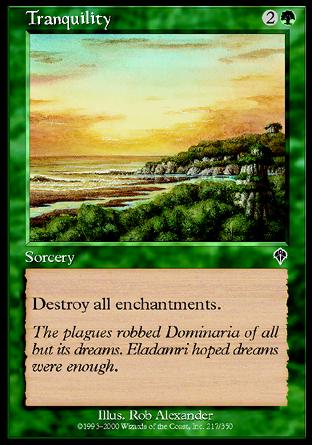 Tranquility 2
Sorcery
Destroy all enchantments.
The plagues robbed Dominaria of all
but its dreams. Eladamri hoped dreams
were enough.
Illus. Rob Alexander
©1993–2000 Wizards of the Coast, Inc. 217/350